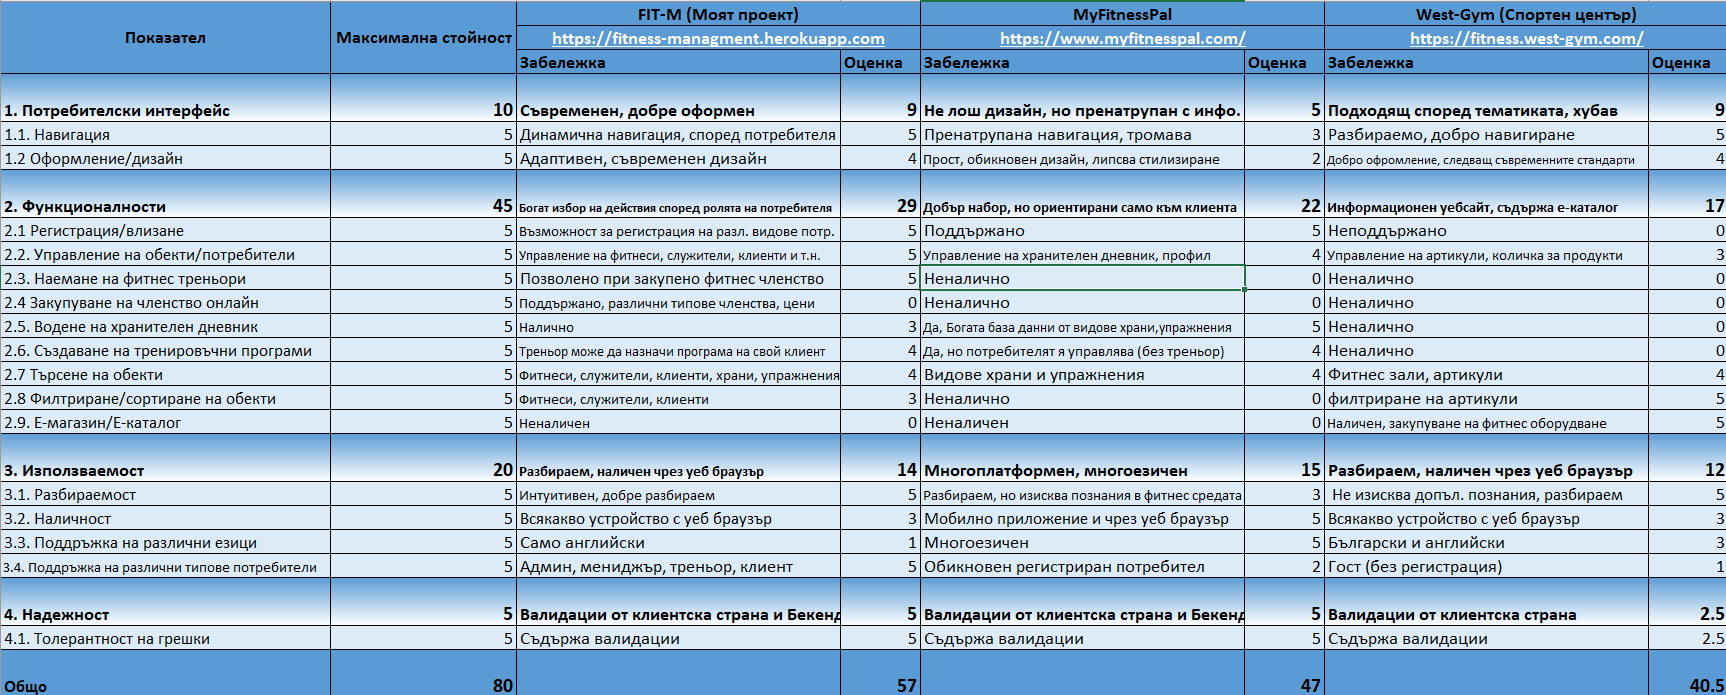 Показател Максимална стойност FIT-M (Моят проект) MyFitnessPal West-Gym (Спортен център)
https://fitness-managment.herokuapp.com https://www.myfitnesspal.com/ https://fitness.west-gym.com/
Забележка Оценка Забележка Оценка Забележка Оценка
1. Потребителски интерфейс 10 Съвременен, добре оформен 9 Не лош дизайн, но пренатрупан с инфо. 5 Подходящ според тематиката, хубав 9
1.1. Навигация 5 Динамична навигация, според потребителя 5 Пренатрупана навигация, тромава 3 Разбираемо, добро навигиране 5
1.2 Оформление/дизайн 5 Адаптивен, съвременен дизайн 4 Прост, обикновен дизайн, липсва стилизиране 2 Добро офромление, следващ съвременните стандарти 4
2. Функционалности 45 Богат избор на действия според ролята на потребителя 29 Добър набор, но ориентирани само към клиента 22 Информационен уебсайт, съдържа е-каталог 17
2.1 Регистрация/влизане 5 Възможност за регистрация на разл. видове потр. 5 Поддържано 5 Неподдържано 0
2.2. Управление на обекти/потребители 5 Управление на фитнеси, служители, клиенти и т.н. 5 Управление на хранителен дневник, профил 4 Управление на артикули, количка за продукти 3
2.3. Наемане на фитнес треньори 5 Позволено при закупено фитнес членство 5 Неналично 0 Неналично 0
2.4 Закупуване на членство онлайн 5 Поддържано, различни типове членства, цени 0 Неналично 0 Неналично 0
2.5. Водене на хранителен дневник 5 Налично 3 Да, Богата база данни от видове храни,упражнения 5 Неналично 0
2.6. Създаване на тренировъчни програми 5 Треньор може да назначи програма на свой клиент 4 Да, но потребителят я управлява (без треньор) 4 Неналично 0
2.7 Търсене на обекти 5 Фитнеси, служители, клиенти, храни, упражнения 4 Видове храни и упражнения 4 Фитнес зали, артикули 4
2.8 Филтриране/сортиране на обекти 5 Фитнеси, служители, клиенти 3 Неналично 0 филтриране на артикули 5
2.9. Е-магазин/Е-каталог 5 Неналичен 0 Неналичен 0 Наличен, закупуване на фитнес оборудване 5
3. Използваемост 20 Разбираем, наличен чрез уеб браузър 14 Многоплатформен, многоезичен 15 Разбираем, наличен чрез уеб браузър 12
3.1. Разбираемост 5 Интуитивен, добре разбираем 5 Разбираем, но изисква познания в фитнес средата 3 Не изисква допъл. познания, разбираем 5
3.2. Наличност 5 Всякакво устройство с уеб браузър 3 Мобилно приложение и чрез уеб браузър 5 Всякакво устройство с уеб браузър 3
3.3. Поддръжка на различни езици 5 Само английски 1 Многоезичен 5 Български и английски 3
3.4. Поддръжка на различни типове потребители 5 Админ, мениджър, треньор, клиент 5 Обикновен регистриран потребител 2 Гост (без регистрация) 1
4. Надежност 5 Валидации от клиентска страна и Бекенд 5 Валидации от клиентска страна и Бекенд 5 Валидации от клиентска страна 2.5
4.1. Толерантност на грешки 5 Съдържа валидации 5 Съдържа валидации 5 Съдържа валидации 2.5
Общо 80 57 47 40.5